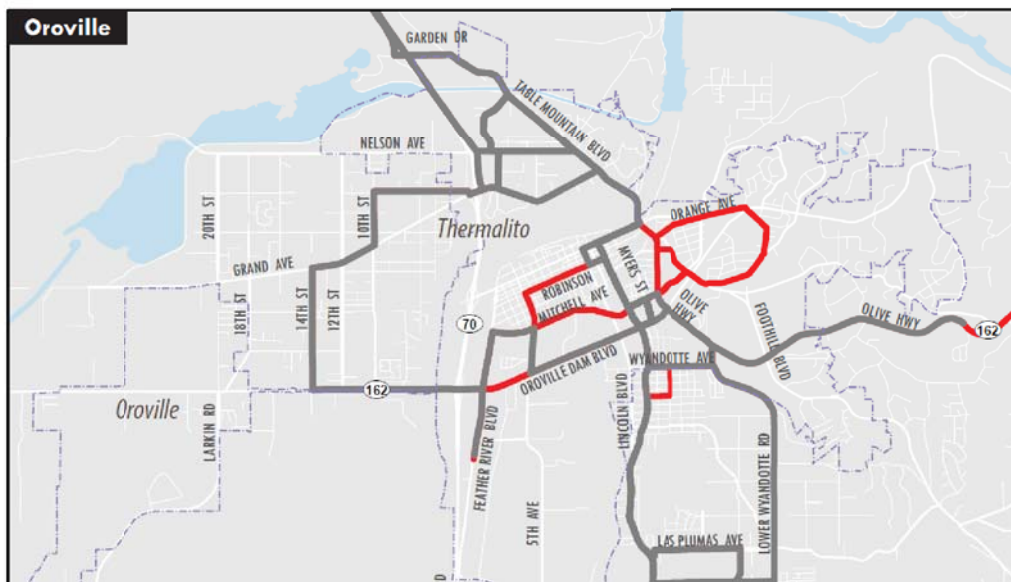 Oroville
GARDEN DR
TABLE MOUNTAIN BLVD
NELSON AVE
20TH ST
10TH ST
Thermalito
ORANGE AVE
GRAND AVE
MYERS ST
ROBINSON
MITCHELL AVE
18TH ST
14TH ST
12TH ST
70
OLIVE HWY
FOOTHILL BLVD
OLIVE HWY
162
OROVILLE DAM BLVD
WYANDOTTE AVE
162
Oroville
LARKIN RD
FEATHER RIVER BLVD
LINCOLN BLVD
5TH AVE
LOWER WYANDOTTE RD
LAS PLUMAS AVE
D